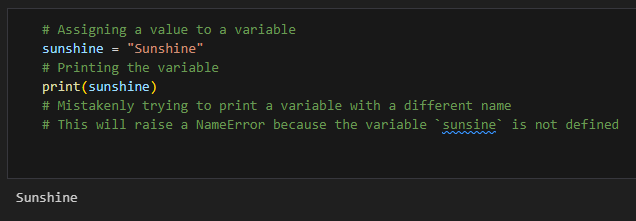 # Assigning a value to a variable
sunshine = "Sunshine"
# Printing the variable
print(sunshine)
# Mistakenly trying to print a variable with a different name
# This will raise a NameError because the variable `sunsine` is not defined
Sunshine